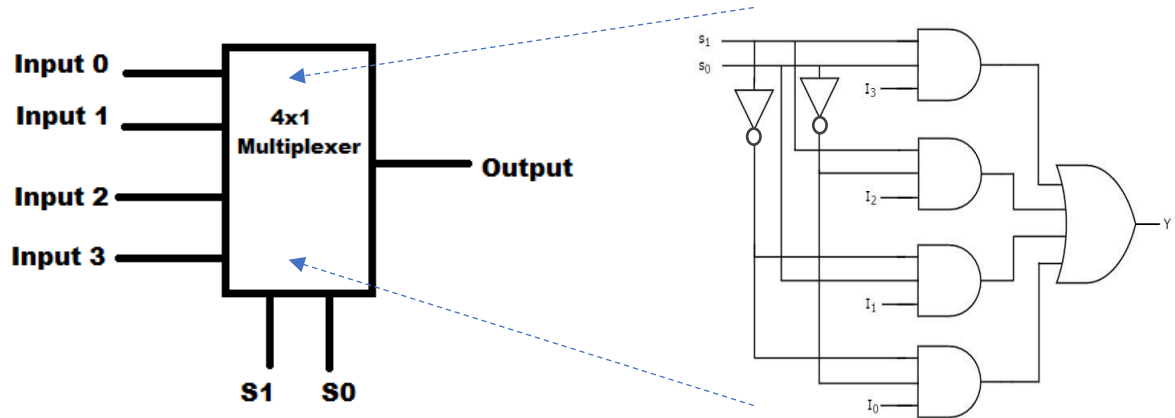 Input 0
Input 1
Input 2
Input 3
4x1
Multiplexer
Output
S1 S0
S₁
S₀
I₃
I₂
I₁
I₀
Y